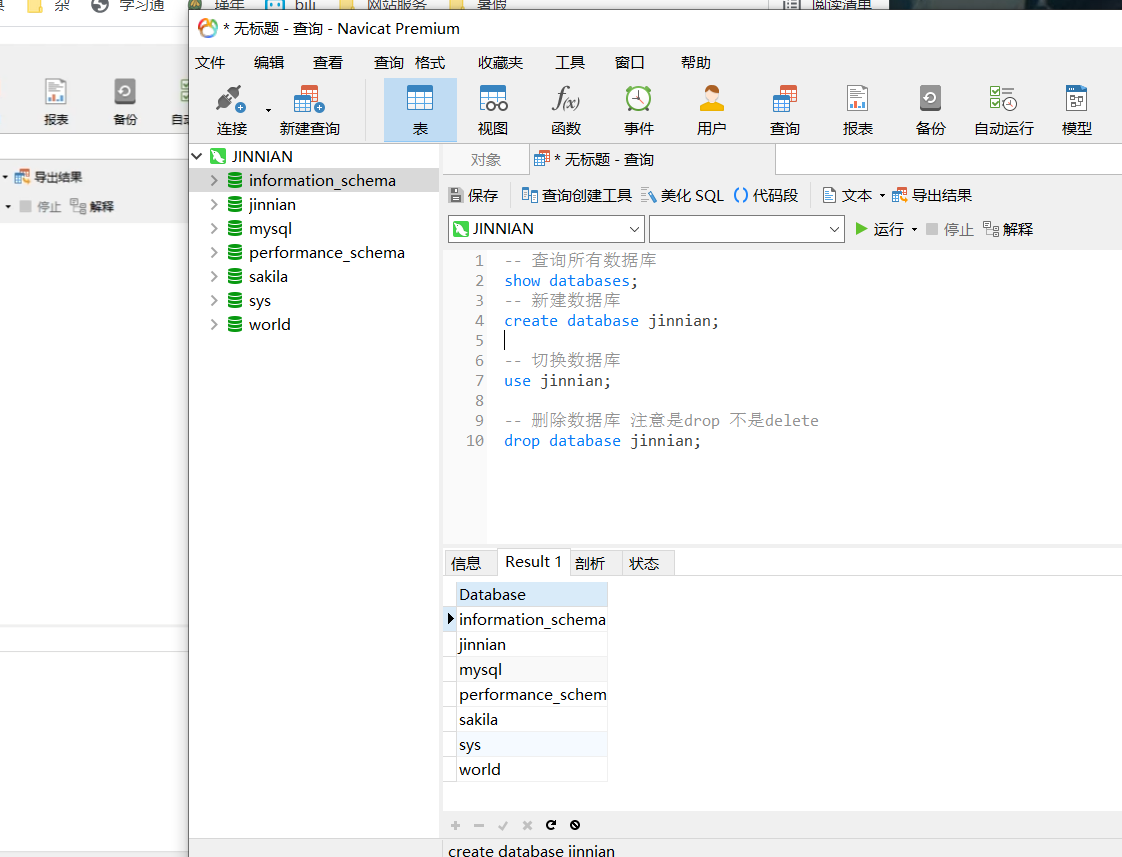 杂
学习通
bili
网站服务
暑假
阅读清单
报表
备份
导出结果
停止 解释
* 无标题 - 查询 - Navicat Premium
文件 编辑 查看 查询 格式 收藏夹 工具 窗口 帮助
连接 新建查询 表 视图 函数 事件 用户 查询 报表 备份 自动运行 模型
f(x)
JINNIAN
information_schema
jinnian
mysql
performance_schema
sakila
sys
world
对象 * 无标题 - 查询
保存 查询创建工具 美化 SQL () 代码段 文本 导出结果
JINNIAN 运行 停止 解释
1 -- 查询所有数据库
2 show databases;
3 -- 新建数据库
4 create database jinnian;
5
6 -- 切换数据库
7 use jinnian;
8
9 -- 删除数据库 注意是drop 不是delete
10 drop database jinnian;
信息 Result 1 剖析 状态
Database
information_schema
jinnian
mysql
performance_schem
sakila
sys
world
create database jinnian